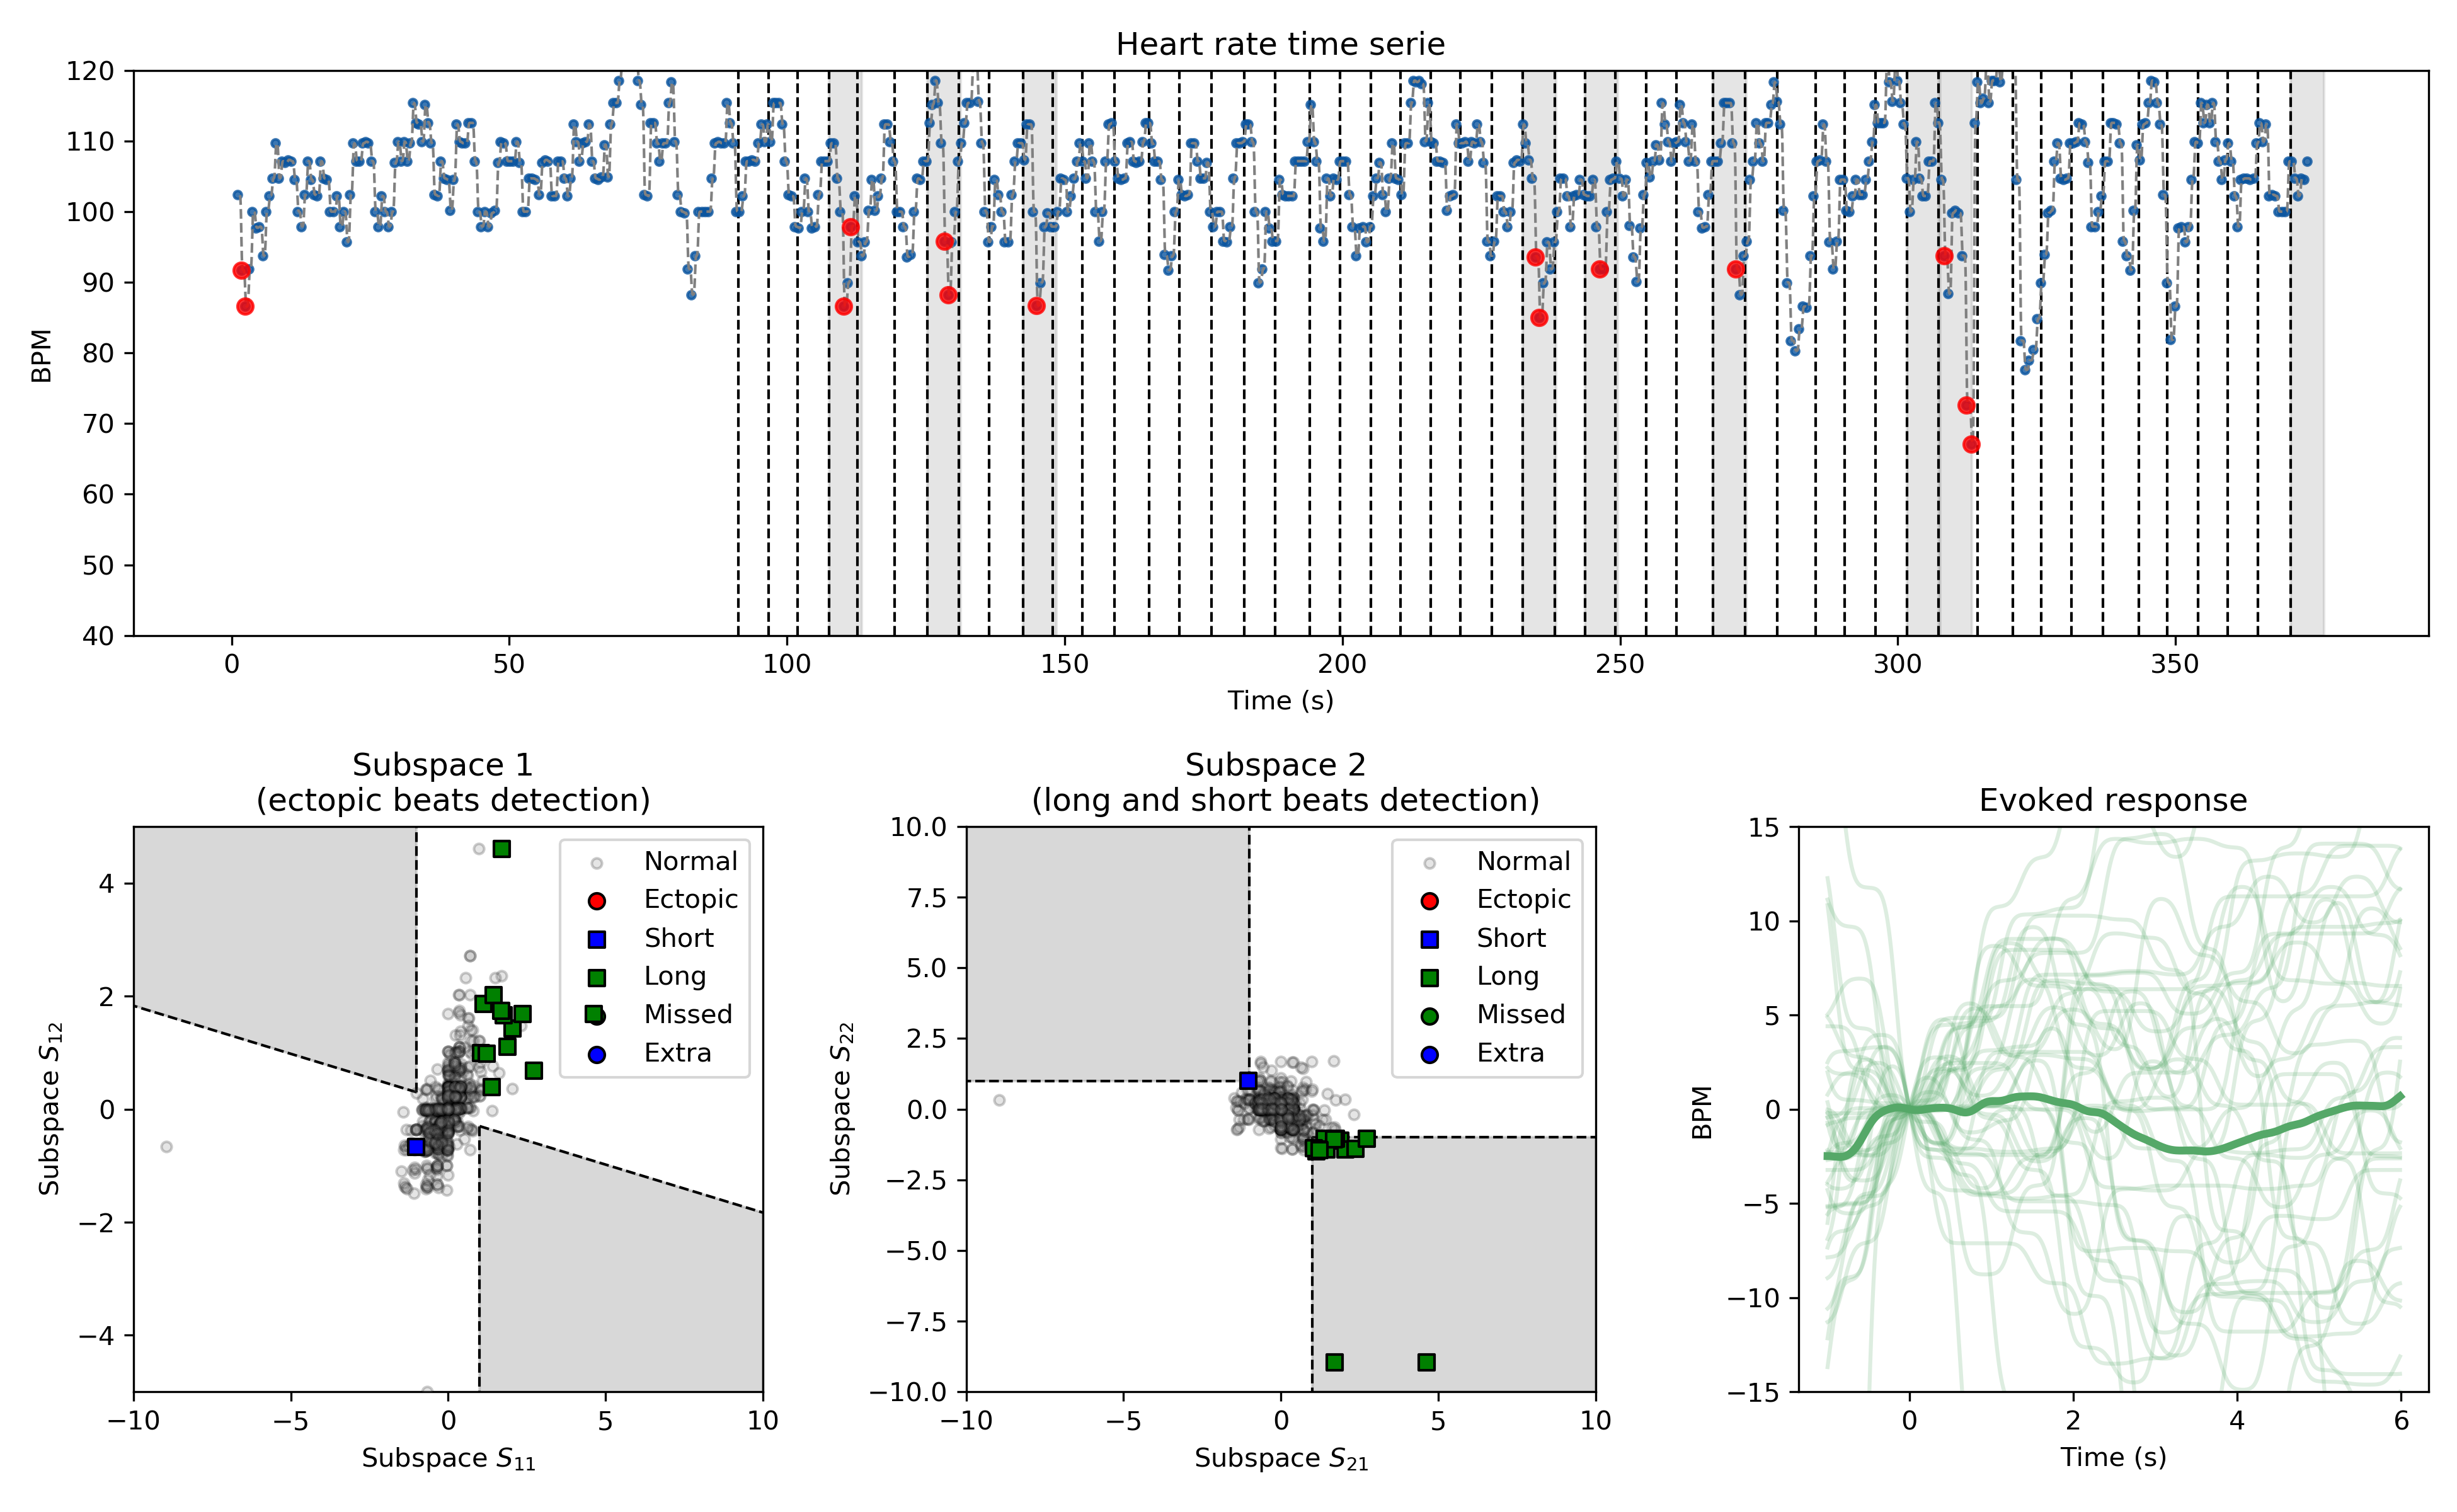 Heart rate time serie
120
110
100
90
80
70
60
50
40
BPM
0 50 100 150 200 250 300 350
Time (s)
Subspace 1
(ectopic beats detection)
4
2
0
−2
−4
Subspace S12
Normal
Ectopic
Short
Long
Missed
Extra
−10 −5 0 5 10
Subspace S11
Subspace 2
(long and short beats detection)
10.0
7.5
5.0
2.5
0.0
−2.5
−5.0
−7.5
−10.0
Subspace S22
Normal
Ectopic
Short
Long
Missed
Extra
−10 −5 0 5 10
Subspace S21
Evoked response
15
10
5
0
−5
−10
−15
BPM
0 2 4 6
Time (s)